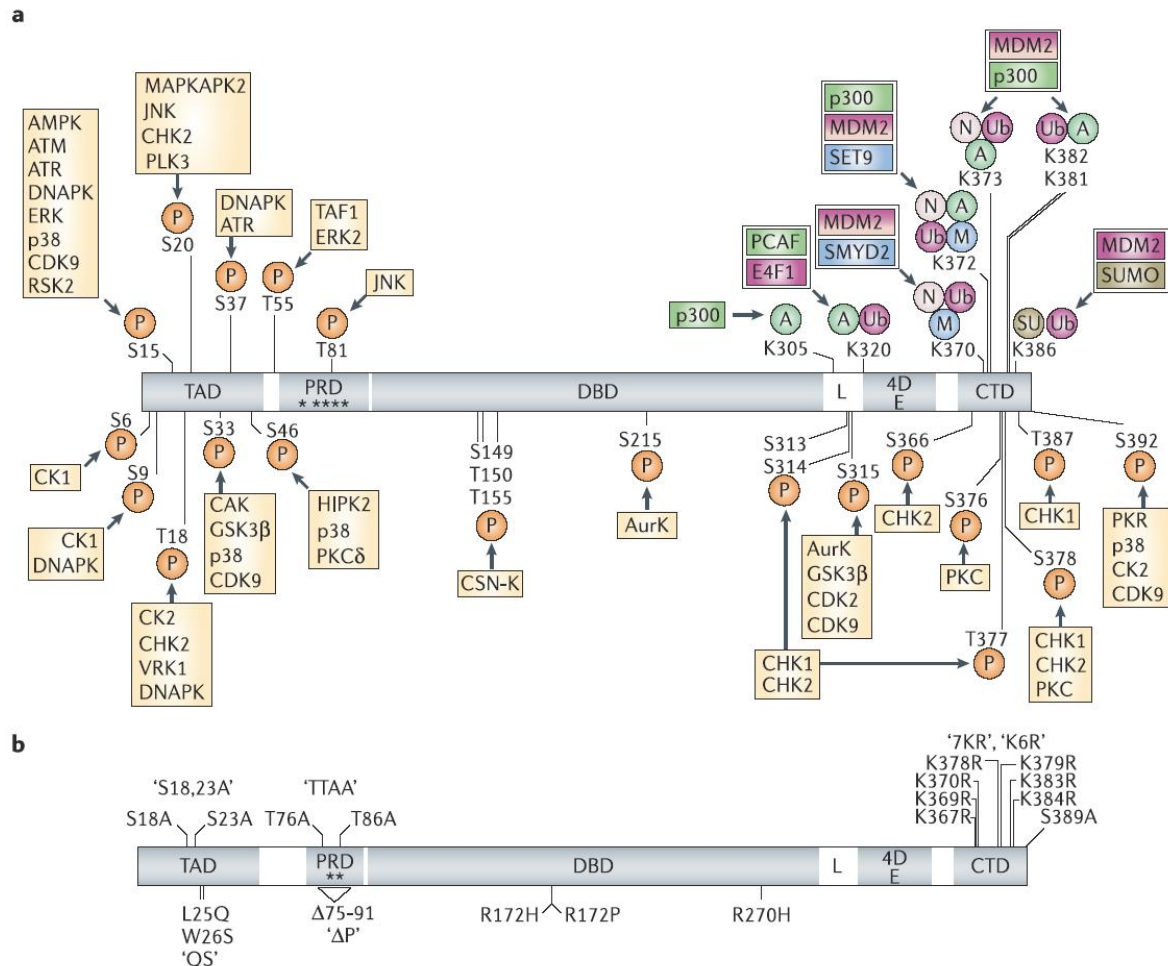 a
MAPKAPK2
JNK
CHK2
PLK3
P
S20
AMPK
ATM
ATR
DNAPK
ERK
p38
CDK9
RSK2
P
S15
DNAPK
ATR
P
S37
TAF1
ERK2
P
T55
JNK
P
T81
p300
A
K305
PCAF
E4F1
A Ub
K320
MDM2
SMYD2
N Ub
M
K370
p300
MDM2
SET9
N A
Ub M
K372
MDM2
p300
N Ub
A
K373
Ub A
K382
K381
MDM2
SUMO
SU Ub
K386
TAD
PRD
* ****
DBD
L
4D
E
CTD
S6
P
CK1
S9
P
CK1
DNAPK
T18
P
CK2
CHK2
VRK1
DNAPK
S33
P
CAK
GSK3β
p38
CDK9
S46
P
HIPK2
p38
PKCδ
S149
T150
T155
P
CSN-K
S215
P
AurK
S313
S314
P
CHK1
CHK2
S315
P
AurK
GSK3β
CDK2
CDK9
S366
P
CHK2
S376
P
PKC
T377
P
S378
P
CHK1
CHK2
PKC
T387
P
CHK1
S392
P
PKR
p38
CK2
CDK9
b
'S18,23A'
S18A S23A
'TTAA'
T76A T86A
'7KR', 'K6R'
K378R K379R
K370R K383R
K369R K384R
K367R S389A
TAD
PRD
**
DBD
L
4D
E
CTD
L25Q
W26S
'QS'
Δ75-91
'ΔP'
R172H R172P
R270H